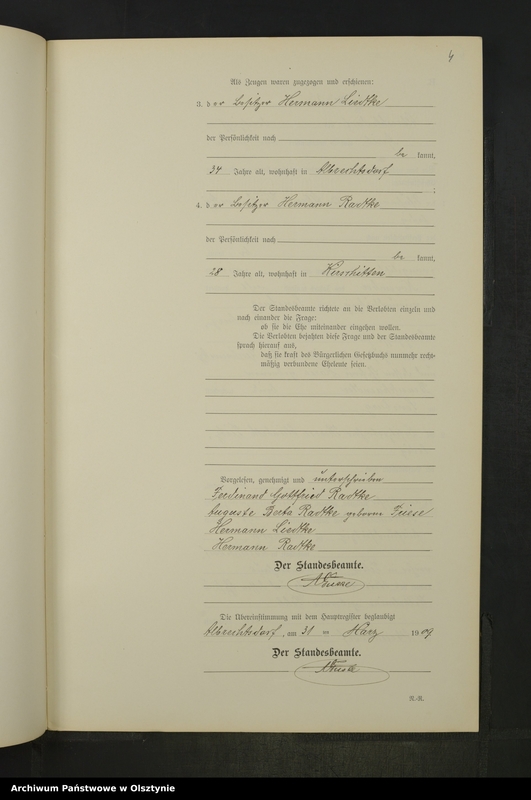 4
Als Zeugen waren zugezogen und erschienen:
3. der Besitzer Hermann Liedtke
der Persönlichkeit nach
be kannt,
34 Jahre alt, wohnhaft in Albrechtsdorf
;
4. der Besitzer Hermann Radtke
der Persönlichkeit nach
be kannt,
28 Jahre alt, wohnhaft in Kerschitten
Der Standesbeamte richtete an die Verlobten einzeln und
nach einander die Frage:
ob sie die Ehe miteinander eingehen wollen.
Die Verlobten bejahten diese Frage und der Standesbeamte
sprach hierauf aus,
daß sie kraft des Bürgerlichen Gesetzbuchs nunmehr recht-
mäßig verbundene Eheleute seien.
Vorgelesen, genehmigt und unterschrieben
Ferdinand Gottfried Radtke
Auguste Berta Radtke geborne Friese
Hermann Liedtke
Hermann Radtke
Der Standesbeamte.
Die Übereinstimmung mit dem Hauptregister beglaubigt
Albrechtsdorf, am 31 ten März 1909
Der Standesbeamte.
Archiwum Państwowe w Olsztynie